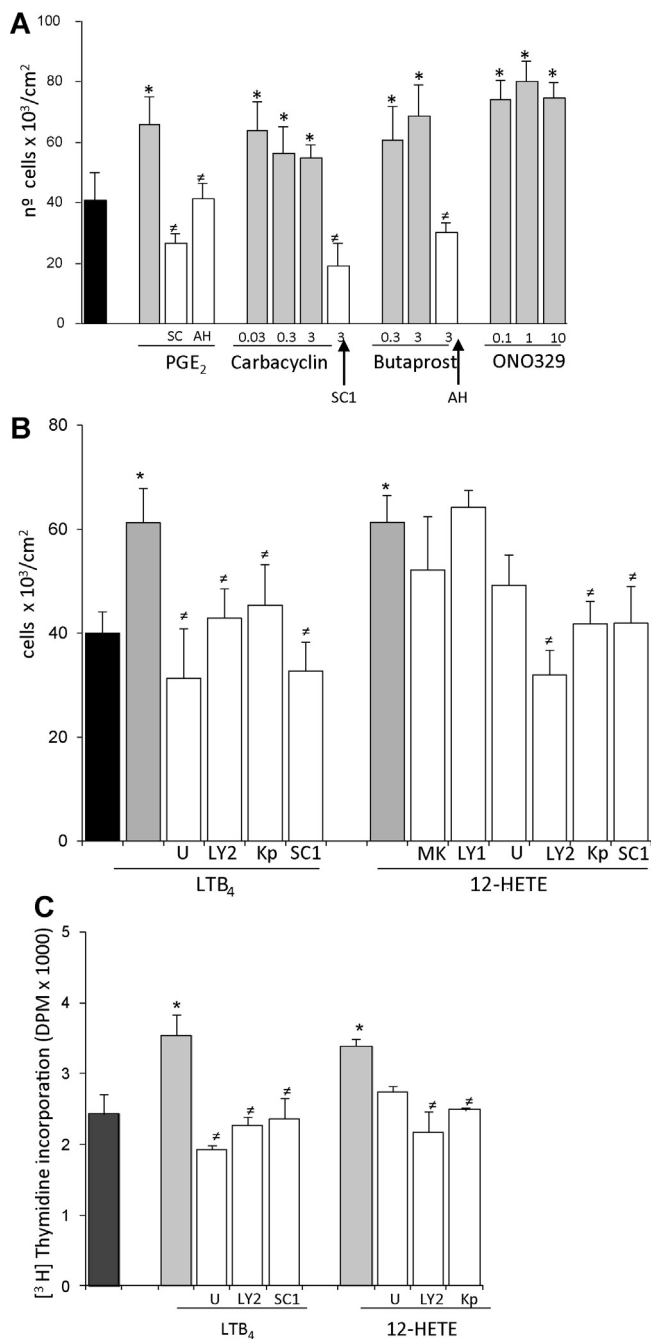 A
nº cells x 10³/cm²
100
80
60
40
20
0
* ≠ ≠ * * * ≠ * * ≠ * * *
SC AH 0.03 0.3 3 3 0.3 3 3 0.1 1 10
PGE₂ Carbacyclin Butaprost ONO329
SC1 AH
B
cells x 10³/cm²
80
60
40
20
0
* ≠ ≠ ≠ ≠ * ≠ ≠ ≠
U LY2 Kp SC1 MK LY1 U LY2 Kp SC1
LTB₄ 12-HETE
C
[³ H] Thymidine incorporation (DPM x 1000)
5
4
3
2
1
0
* ≠ ≠ ≠ * ≠ ≠
U LY2 SC1 U LY2 Kp
LTB₄ 12-HETE